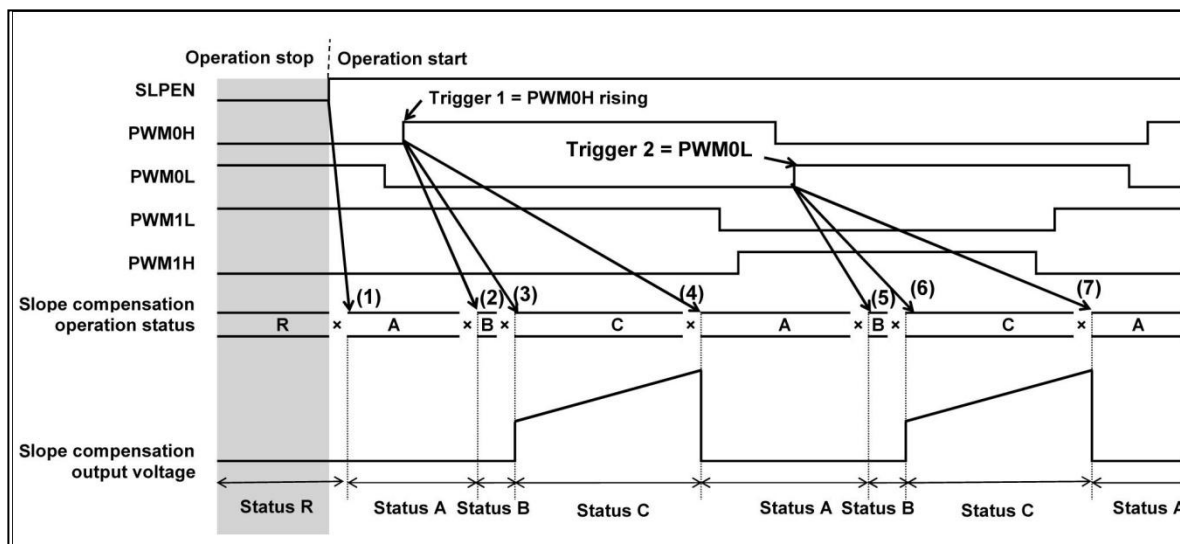 Operation stop
Operation start
SLPEN
Trigger 1 = PWM0H rising
PWM0H
Trigger 2 = PWM0L
PWM0L
PWM1L
PWM1H
Slope compensation
operation status
(1) (2) (3) (4) (5) (6) (7)
R × A × B × C × A × B × C × A
Slope compensation
output voltage
Status R Status A Status B Status C Status A Status B Status C Status A